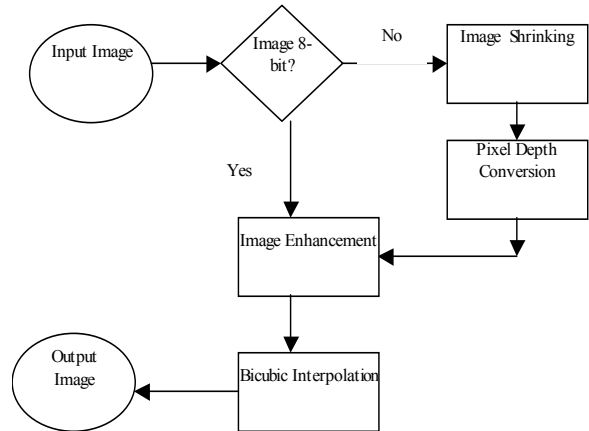 Input Image
Image 8-
bit?
No
Image Shrinking
Pixel Depth
Conversion
Yes
Image Enhancement
Bicubic Interpolation
Output
Image